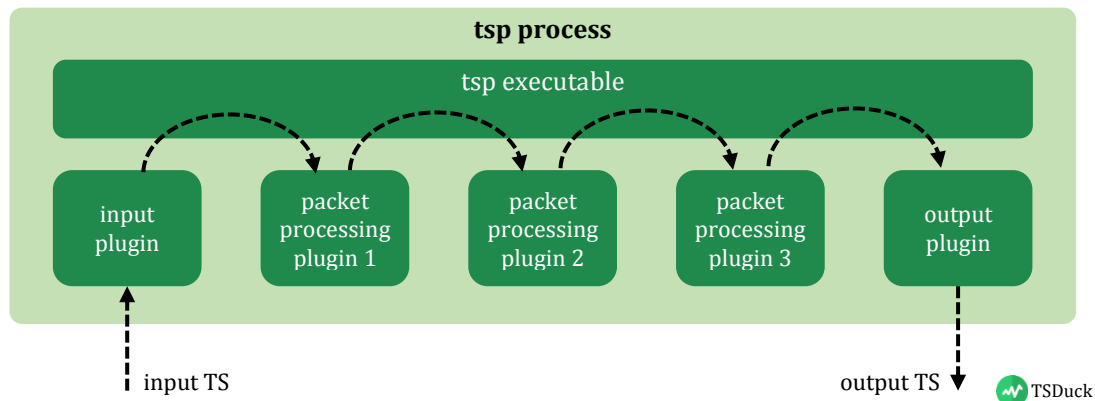 tsp process
tsp executable
input
plugin
packet
processing
plugin 1
packet
processing
plugin 2
packet
processing
plugin 3
output
plugin
input TS
output TS
TSDuck